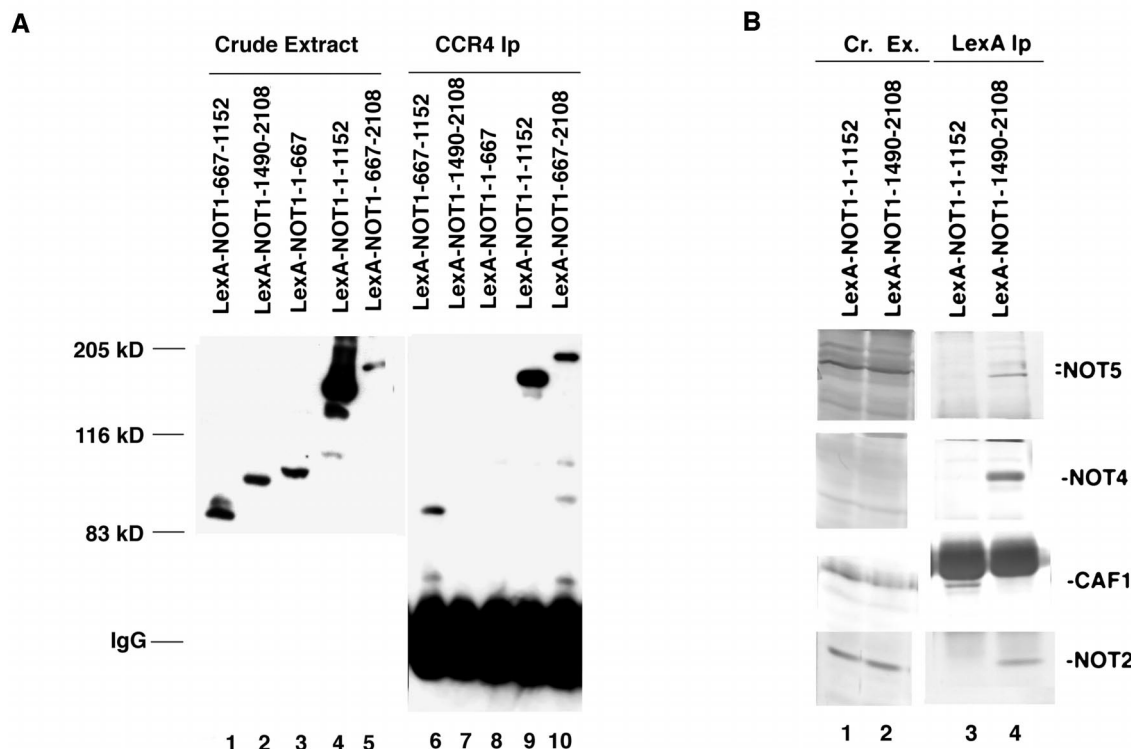 A
Crude Extract
CCR4 Ip
LexA-NOT1-667-1152
LexA-NOT1-1490-2108
LexA-NOT1-1-667
LexA-NOT1-1-1152
LexA-NOT1- 667-2108
LexA-NOT1-667-1152
LexA-NOT1-1490-2108
LexA-NOT1-1-667
LexA-NOT1-1-1152
LexA-NOT1-667-2108
205 kD
116 kD
83 kD
IgG
1 2 3 4 5 6 7 8 9 10
B
Cr. Ex.
LexA Ip
LexA-NOT1-1-1152
LexA-NOT1-1490-2108
LexA-NOT1-1-1152
LexA-NOT1-1490-2108
:NOT5
-NOT4
-CAF1
-NOT2
1 2 3 4